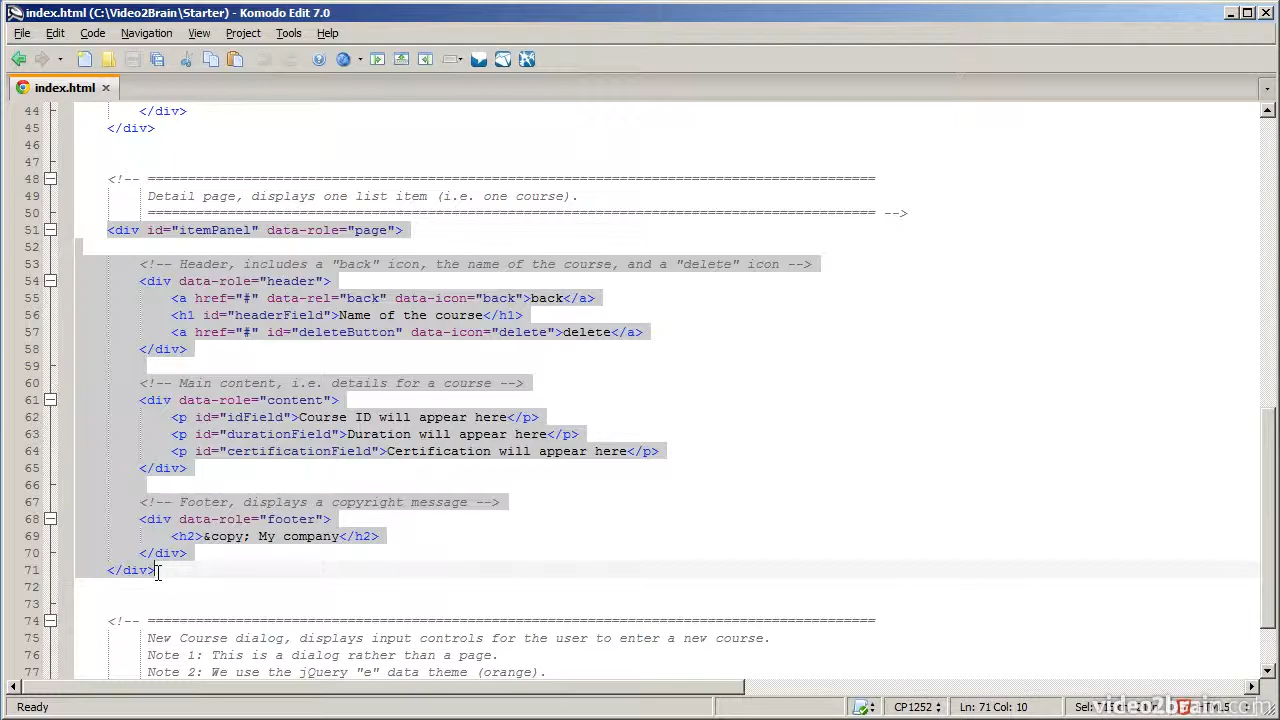 index.html (C:\Video2Brain\Starter) - Komodo Edit 7.0
File Edit Code Navigation View Project Tools Help
index.html
44 </div>
45 </div>
46
47
48 <!-- ===========================================================================================
49 Detail page, displays one list item (i.e. one course).
50 =========================================================================================== -->
51 <div id="itemPanel" data-role="page">
52
53 <!-- Header, includes a "back" icon, the name of the course, and a "delete" icon -->
54 <div data-role="header">
55 <a href="#" data-rel="back" data-icon="back">back</a>
56 <h1 id="headerField">Name of the course</h1>
57 <a href="#" id="deleteButton" data-icon="delete">delete</a>
58 </div>
59
60 <!-- Main content, i.e. details for a course -->
61 <div data-role="content">
62 <p id="idField">Course ID will appear here</p>
63 <p id="durationField">Duration will appear here</p>
64 <p id="certificationField">Certification will appear here</p>
65 </div>
66
67 <!-- Footer, displays a copyright message -->
68 <div data-role="footer">
69 <h2>&copy; My company</h2>
70 </div>
71 </div>
72
73
74 <!-- ===========================================================================================
75 New Course dialog, displays input controls for the user to enter a new course.
76 Note 1: This is a dialog rather than a page.
77 Note 2: We use the jQuery "e" data theme (orange).
Ready CP1252 Ln: 71 Col: 10 Sel:
video2brain.com